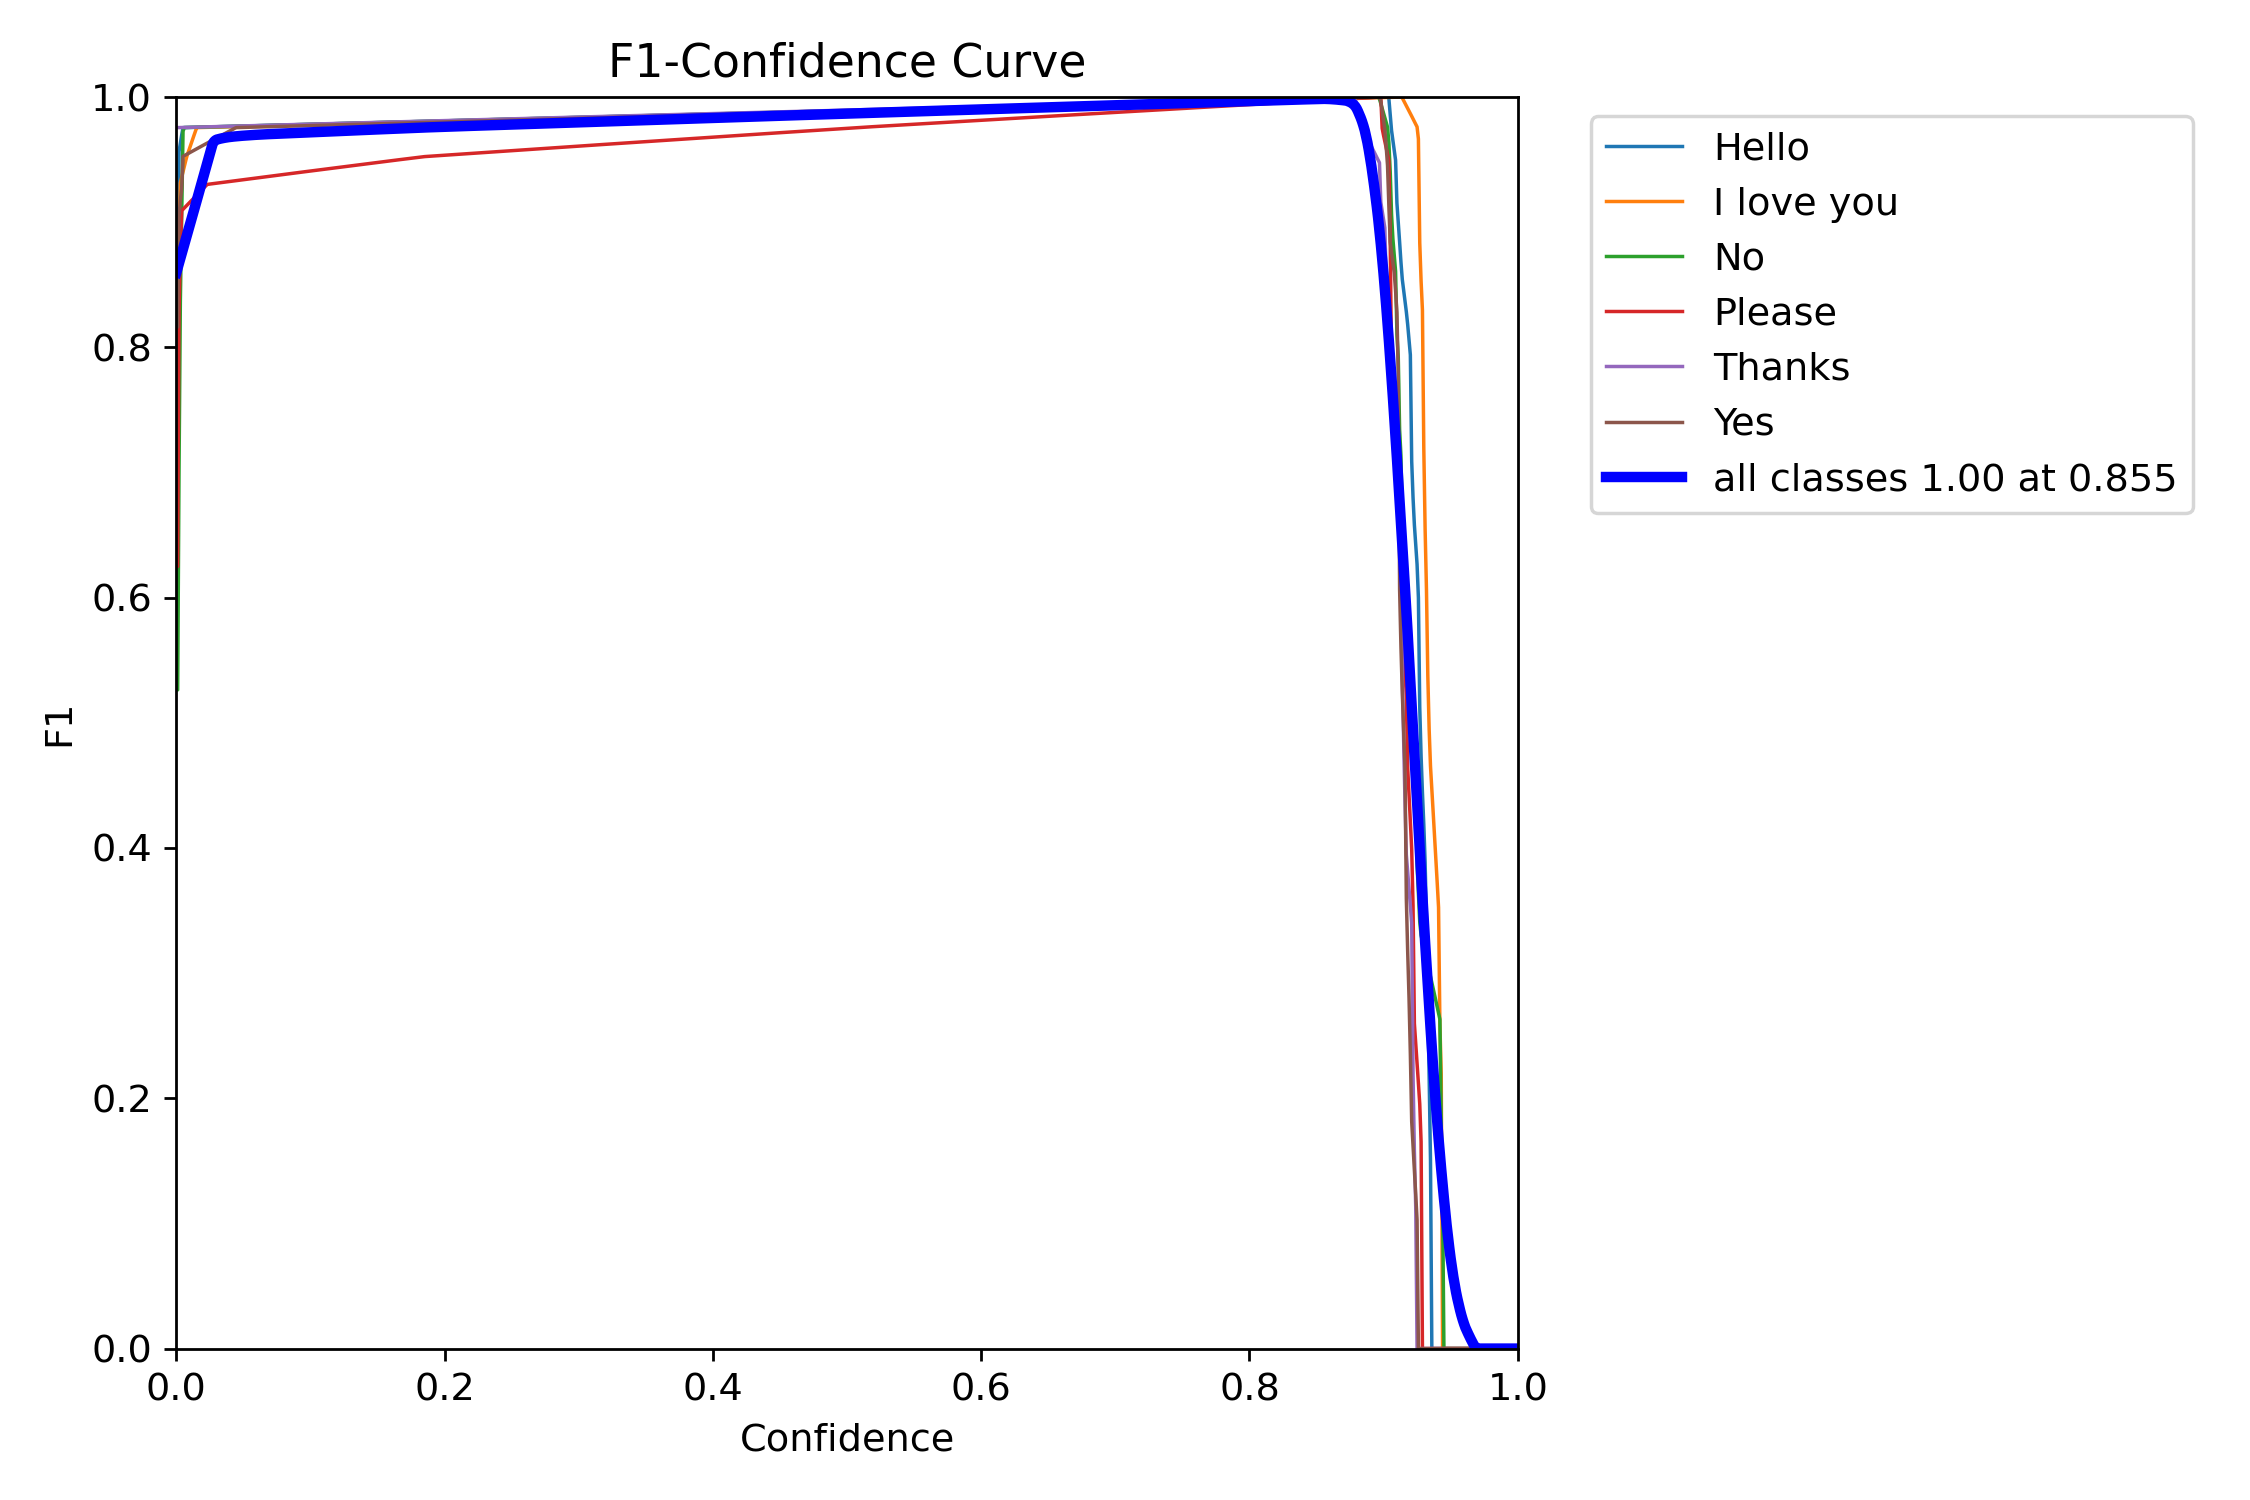 F1-Confidence Curve
1.0
0.8
0.6
0.4
0.2
0.0
F1
0.0 0.2 0.4 0.6 0.8 1.0
Confidence
Hello
I love you
No
Please
Thanks
Yes
all classes 1.00 at 0.855